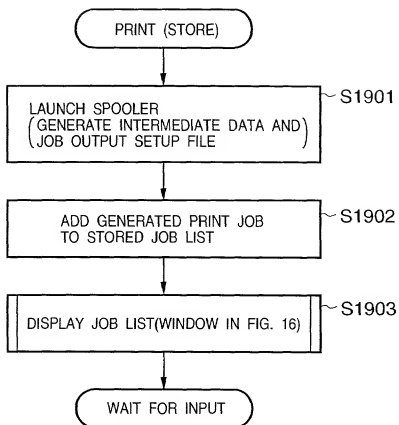 PRINT (STORE)
S1901
LAUNCH SPOOLER
(GENERATE INTERMEDIATE DATA AND
JOB OUTPUT SETUP FILE)
S1902
ADD GENERATED PRINT JOB
TO STORED JOB LIST
S1903
DISPLAY JOB LIST(WINDOW IN FIG. 16)
WAIT FOR INPUT